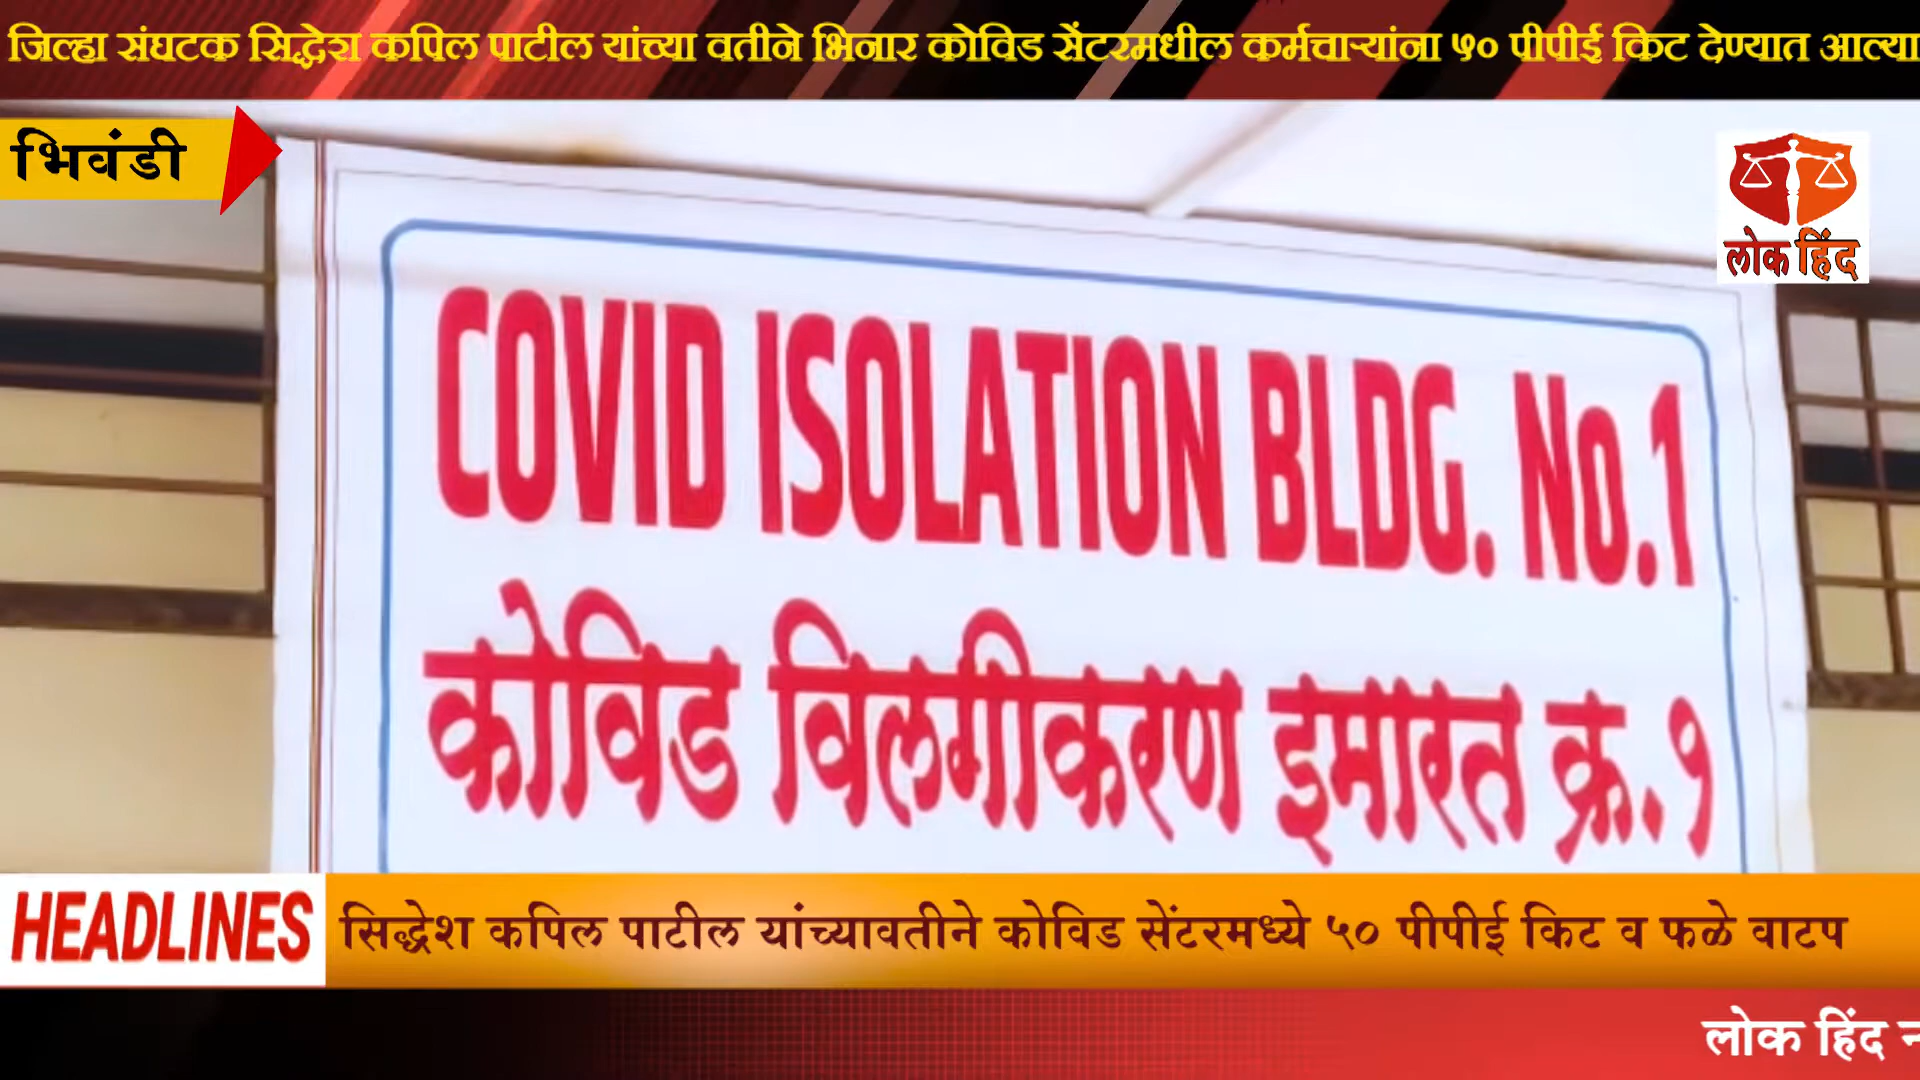 जिल्हा संघटक सिद्धेश कपिल पाटील यांच्या वतीने भिनार कोविड सेंटरमधील कर्मचाऱ्यांना ५० पीपीई किट देण्यात आल्या
भिवंडी
लोक हिंद
COVID ISOLATION BLDG. No.1
कोविड विलगीकरण इमारत क्र.१
HEADLINES
सिद्धेश कपिल पाटील यांच्यावतीने कोविड सेंटरमध्ये ५० पीपीई किट व फळे वाटप
लोक हिंद